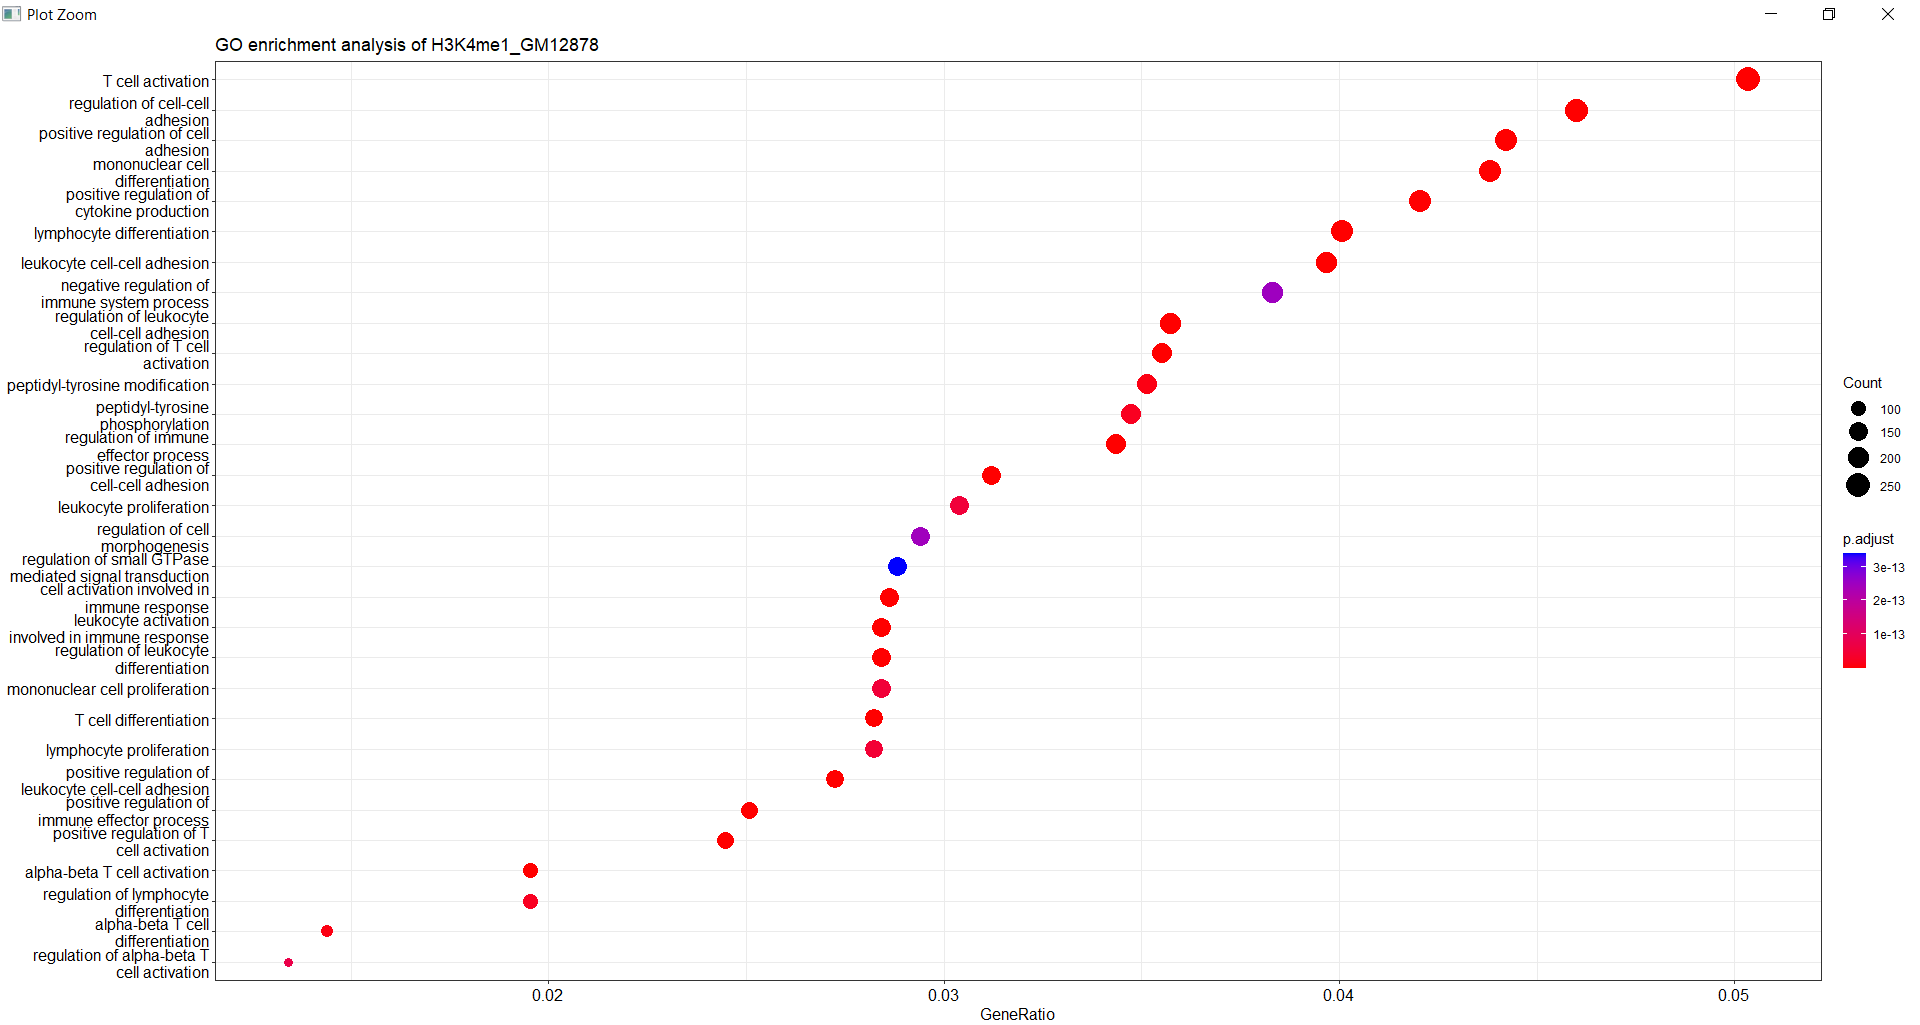 Plot Zoom
GO enrichment analysis of H3K4me1_GM12878
T cell activation
regulation of cell-cell
adhesion
positive regulation of cell
adhesion
mononuclear cell
differentiation
positive regulation of
cytokine production
lymphocyte differentiation
leukocyte cell-cell adhesion
negative regulation of
immune system process
regulation of leukocyte
cell-cell adhesion
regulation of T cell
activation
peptidyl-tyrosine modification
peptidyl-tyrosine
phosphorylation
regulation of immune
effector process
positive regulation of
cell-cell adhesion
leukocyte proliferation
regulation of cell
morphogenesis
regulation of small GTPase
mediated signal transduction
cell activation involved in
immune response
leukocyte activation
involved in immune response
regulation of leukocyte
differentiation
mononuclear cell proliferation
T cell differentiation
lymphocyte proliferation
positive regulation of
leukocyte cell-cell adhesion
positive regulation of
immune effector process
positive regulation of T
cell activation
alpha-beta T cell activation
regulation of lymphocyte
differentiation
alpha-beta T cell
differentiation
regulation of alpha-beta T
cell activation
0.02
0.03
0.04
0.05
GeneRatio
Count
100
150
200
250
p.adjust
3e-13
2e-13
1e-13